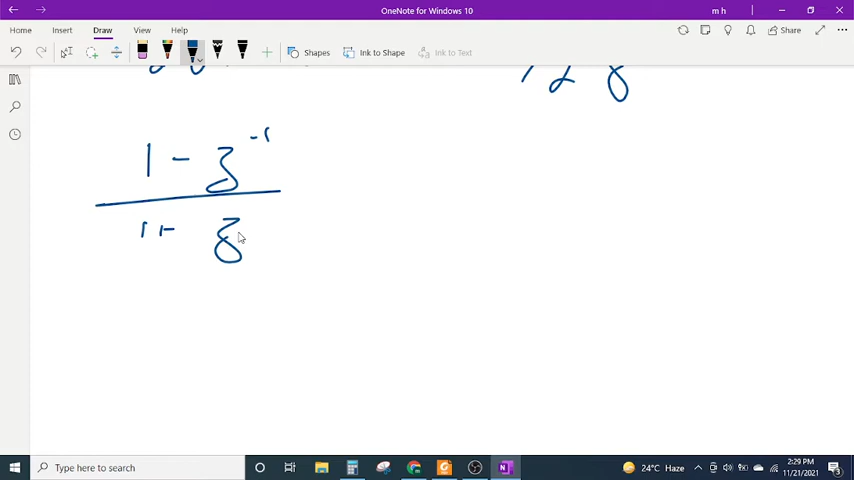 OneNote for Windows 10
m h
Home Insert Draw View Help
Share
Shapes Ink to Shape Ink to Text
1 - z^-1
1 - z
Type here to search
24°C Haze
2:29 PM
11/21/2021
3